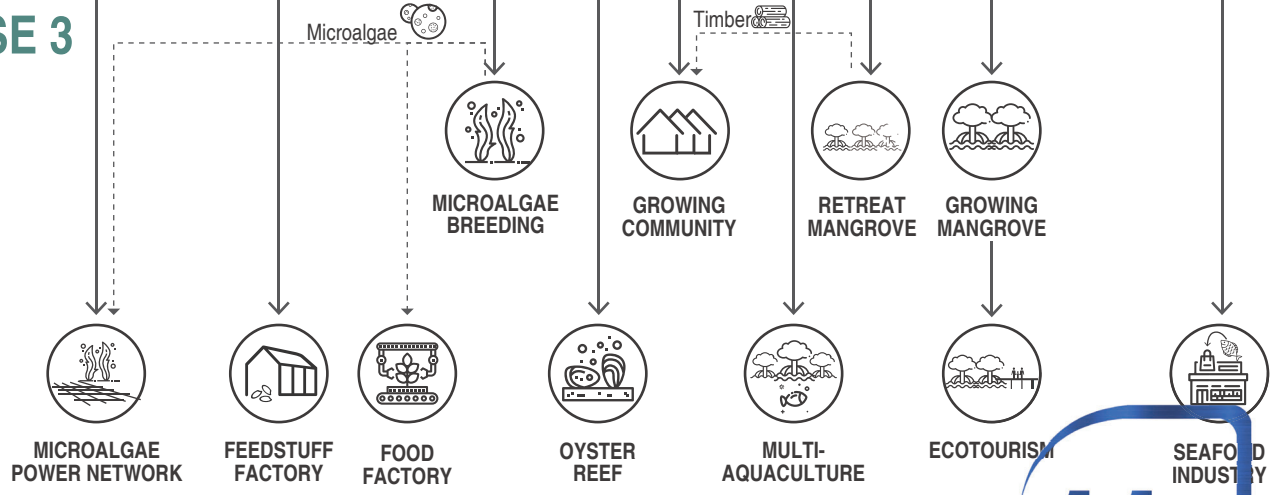 SE 3
Microalgae
Timber
MICROALGAE
BREEDING
GROWING
COMMUNITY
RETREAT
MANGROVE
GROWING
MANGROVE
MICROALGAE
POWER NETWORK
FEEDSTUFF
FACTORY
FOOD
FACTORY
OYSTER
REEF
MULTI-
AQUACULTURE
ECOTOURISM
SEAFOOD
INDUSTRY